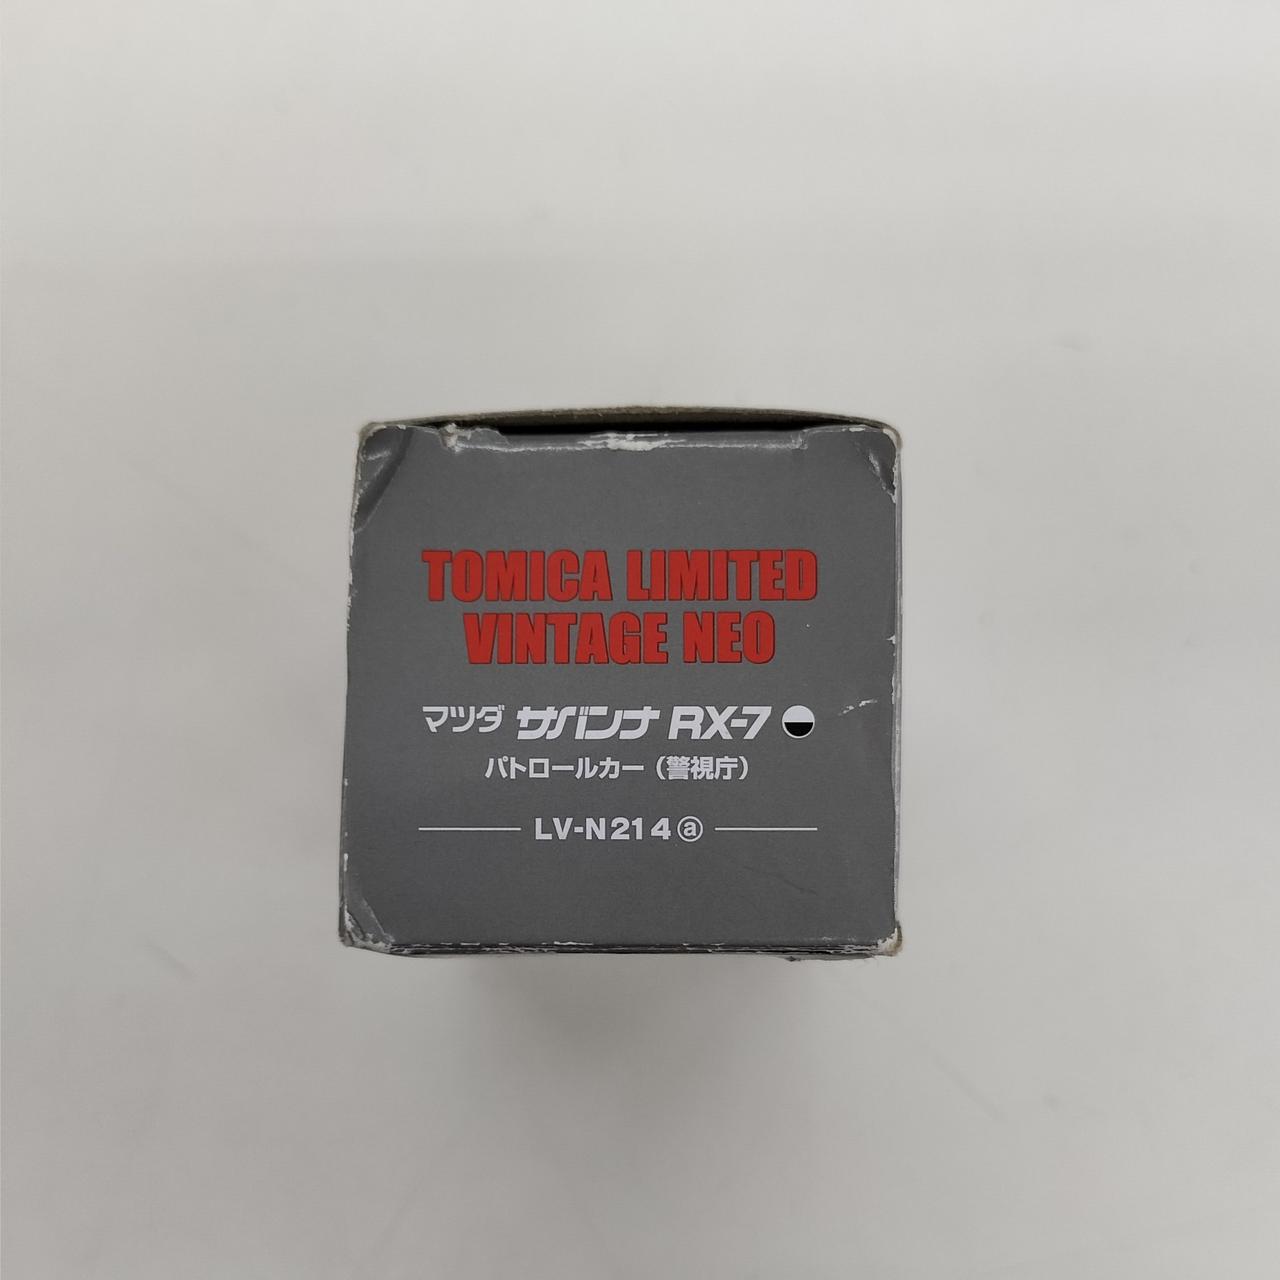 TOMICA LIMITED
VINTAGE NEO
マツダ サバンナ RX-7
パトロールカー（警視庁）
LV-N214ⓐ